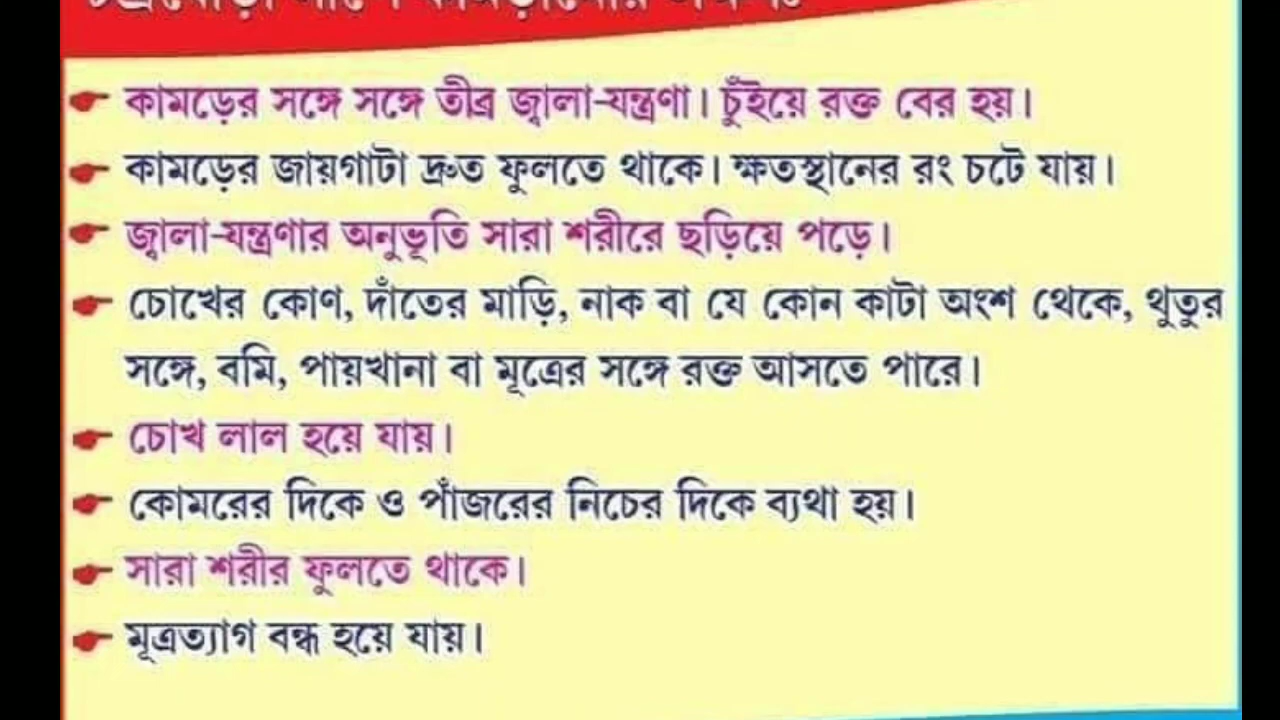 কামড়ের সঙ্গে সঙ্গে তীব্র জ্বালা-যন্ত্রণা। চুঁইয়ে রক্ত বের হয়।
কামড়ের জায়গাটা দ্রুত ফুলতে থাকে। ক্ষতস্থানের রং চটে যায়।
জ্বালা-যন্ত্রণার অনুভূতি সারা শরীরে ছড়িয়ে পড়ে।
চোখের কোণ, দাঁতের মাড়ি, নাক বা যে কোন কাটা অংশ থেকে, থুতুর
সঙ্গে, বমি, পায়খানা বা মূত্রের সঙ্গে রক্ত আসতে পারে।
চোখ লাল হয়ে যায়।
কোমরের দিকে ও পাঁজরের নিচের দিকে ব্যথা হয়।
সারা শরীর ফুলতে থাকে।
মূত্রত্যাগ বন্ধ হয়ে যায়।